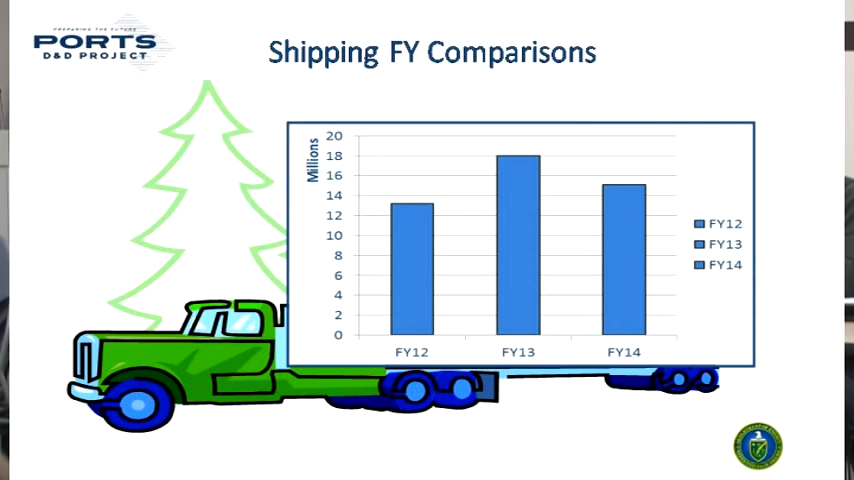 PREPARING THE FUTURE
PORTS
D&D PROJECT
Shipping FY Comparisons
Millions
20
18
16
14
12
10
8
6
4
2
0
FY12
FY13
FY14
FY12
FY13
FY14